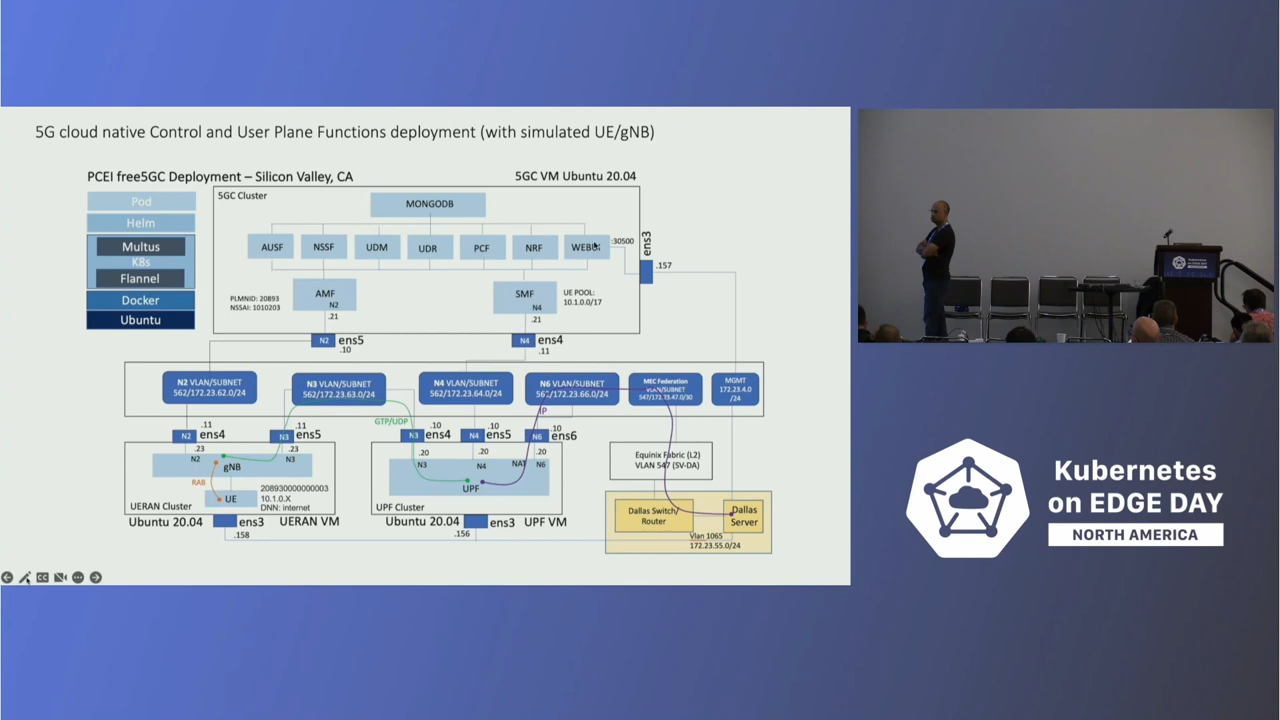 5G cloud native Control and User Plane Functions deployment (with simulated UE/gNB)
PCEI free5GC Deployment – Silicon Valley, CA
5GC VM Ubuntu 20.04
Pod
Helm
Multus
K8s
Flannel
Docker
Ubuntu
5GC Cluster
MONGODB
AUSF
NSSF
UDM
UDR
PCF
NRF
:30500
ens3
.157
PLMNID: 20893
NSSAI: 1010203
AMF
N2
.21
SMF
N4
.21
UE POOL:
10.1.0.0/17
N2
ens5
.10
N4
ens4
.11
N2 VLAN/SUBNET
562/172.23.62.0/24
N3 VLAN/SUBNET
562/172.23.63.0/24
N4 VLAN/SUBNET
562/172.23.64.0/24
N6 VLAN/SUBNET
562/172.23.66.0/24
MEC Federation
VLAN/SUBNET
547/172.23.47.0/30
MGMT
172.23.4.0
/24
GTP/UDP
IP
.11
N2
ens4
.23
N2
.11
N3
ens5
.23
N3
gNB
RAB
UE
208930000000003
10.1.0.X
DNN: internet
UERAN Cluster
Ubuntu 20.04
ens3
UERAN VM
.158
.10
N3
ens4
.20
N3
.10
N4
ens5
.20
N4
.10
N6
ens6
.20
NAT
N6
UPF
UPF Cluster
Ubuntu 20.04
ens3
UPF VM
.156
Equinix Fabric (L2)
VLAN 547 (SV-DA)
Dallas Switch/
Router
Dallas
Server
Vlan 1065
172.23.55.0/24
CC
Kubernetes
on EDGE DAY
NORTH AMERICA